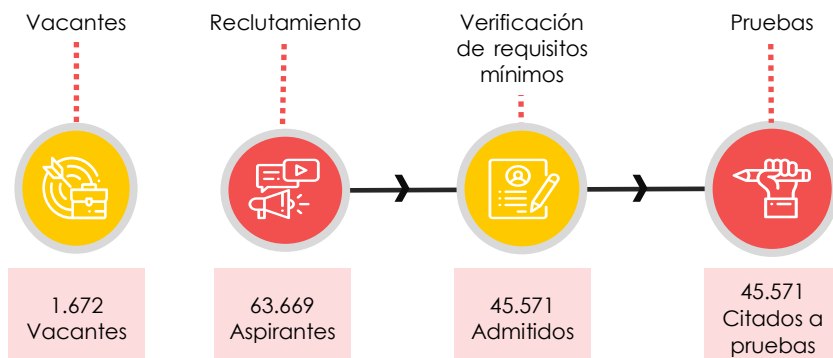 Vacantes
Reclutamiento
Verificación
de requisitos
mínimos
Pruebas
1.672
Vacantes
63.669
Aspirantes
45.571
Admitidos
45.571
Citados a
pruebas